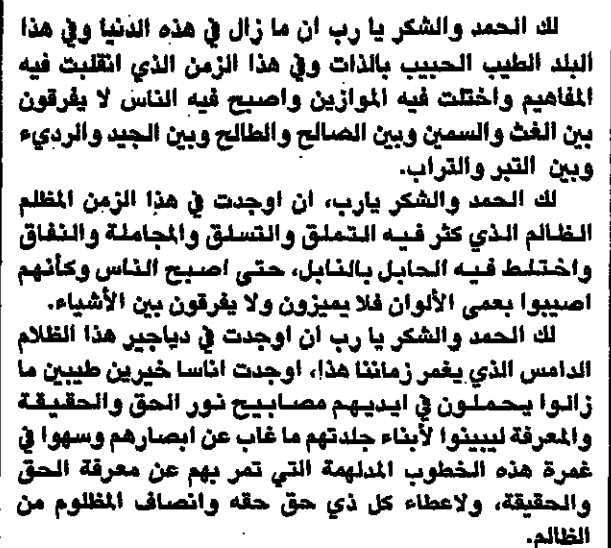 لك الحمد والشكر يا رب ان ما زال في هذه الدنيا وفي هذا
البلد الطيب الحبيب بالذات وفي هذا الزمن الذي انقلبت فيه
المفاهيم واختلت فيه الموازين واصبح فيه الناس لا يفرقون
بين الغث والسمين وبين الصالح والطالح وبين الجيد والرديء
وبين التبر والتراب.
لك الحمد والشكر يارب، ان اوجدت في هذا الزمن المظلم
الظالم الذي كثر فيه التملق والتسلق والمجاملة والنفاق
واختلط فيه الحابل بالنابل، حتى اصبح الناس وكأنهم
اصيبوا بعمى الألوان فلا يميزون ولا يفرقون بين الأشياء.
لك الحمد والشكر يا رب ان اوجدت في دياجير هذا الظلام
الدامس الذي يغمر زماننا هذا، اوجدت اناسا خيرين طيبين ما
زالوا يحملون في ايديهم مصابيح نور الحق والحقيقة
والمعرفة ليبينوا لأبناء جلدتهم ما غاب عن ابصارهم وسهوا في
غمرة هذه الخطوب المدلهمة التي تمر بهم عن معرفة الحق
والحقيقة، ولاعطاء كل ذي حق حقه وانصاف المظلوم من
الظالم.